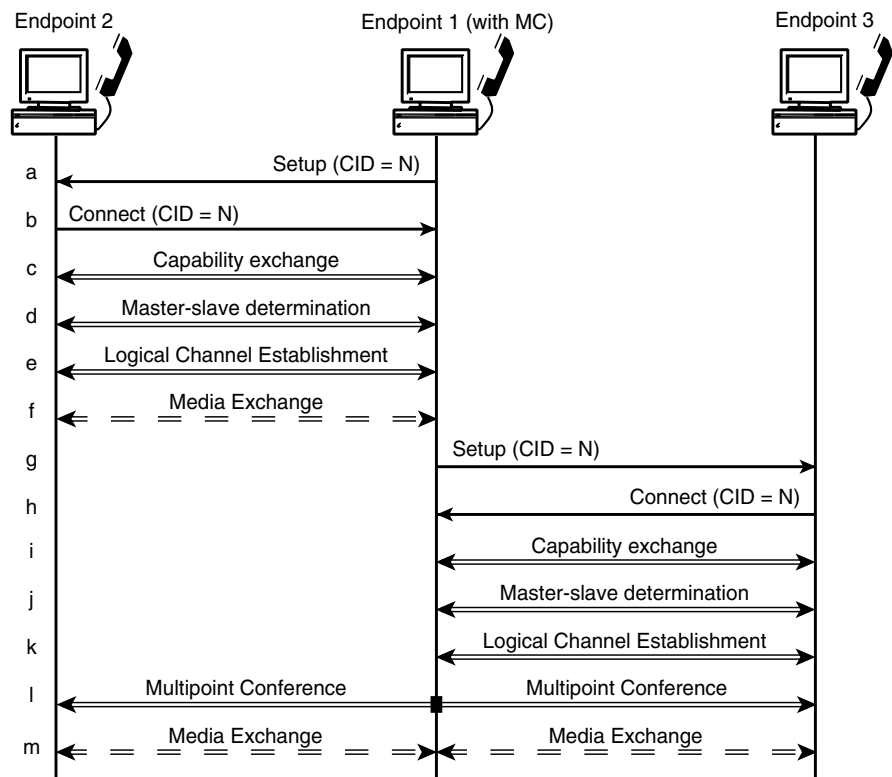 Endpoint 2
Endpoint 1 (with MC)
Endpoint 3
a
Setup (CID = N)
b
Connect (CID = N)
c
Capability exchange
d
Master-slave determination
e
Logical Channel Establishment
f
Media Exchange
g
Setup (CID = N)
h
Connect (CID = N)
i
Capability exchange
j
Master-slave determination
k
Logical Channel Establishment
l
Multipoint Conference
Multipoint Conference
m
Media Exchange
Media Exchange